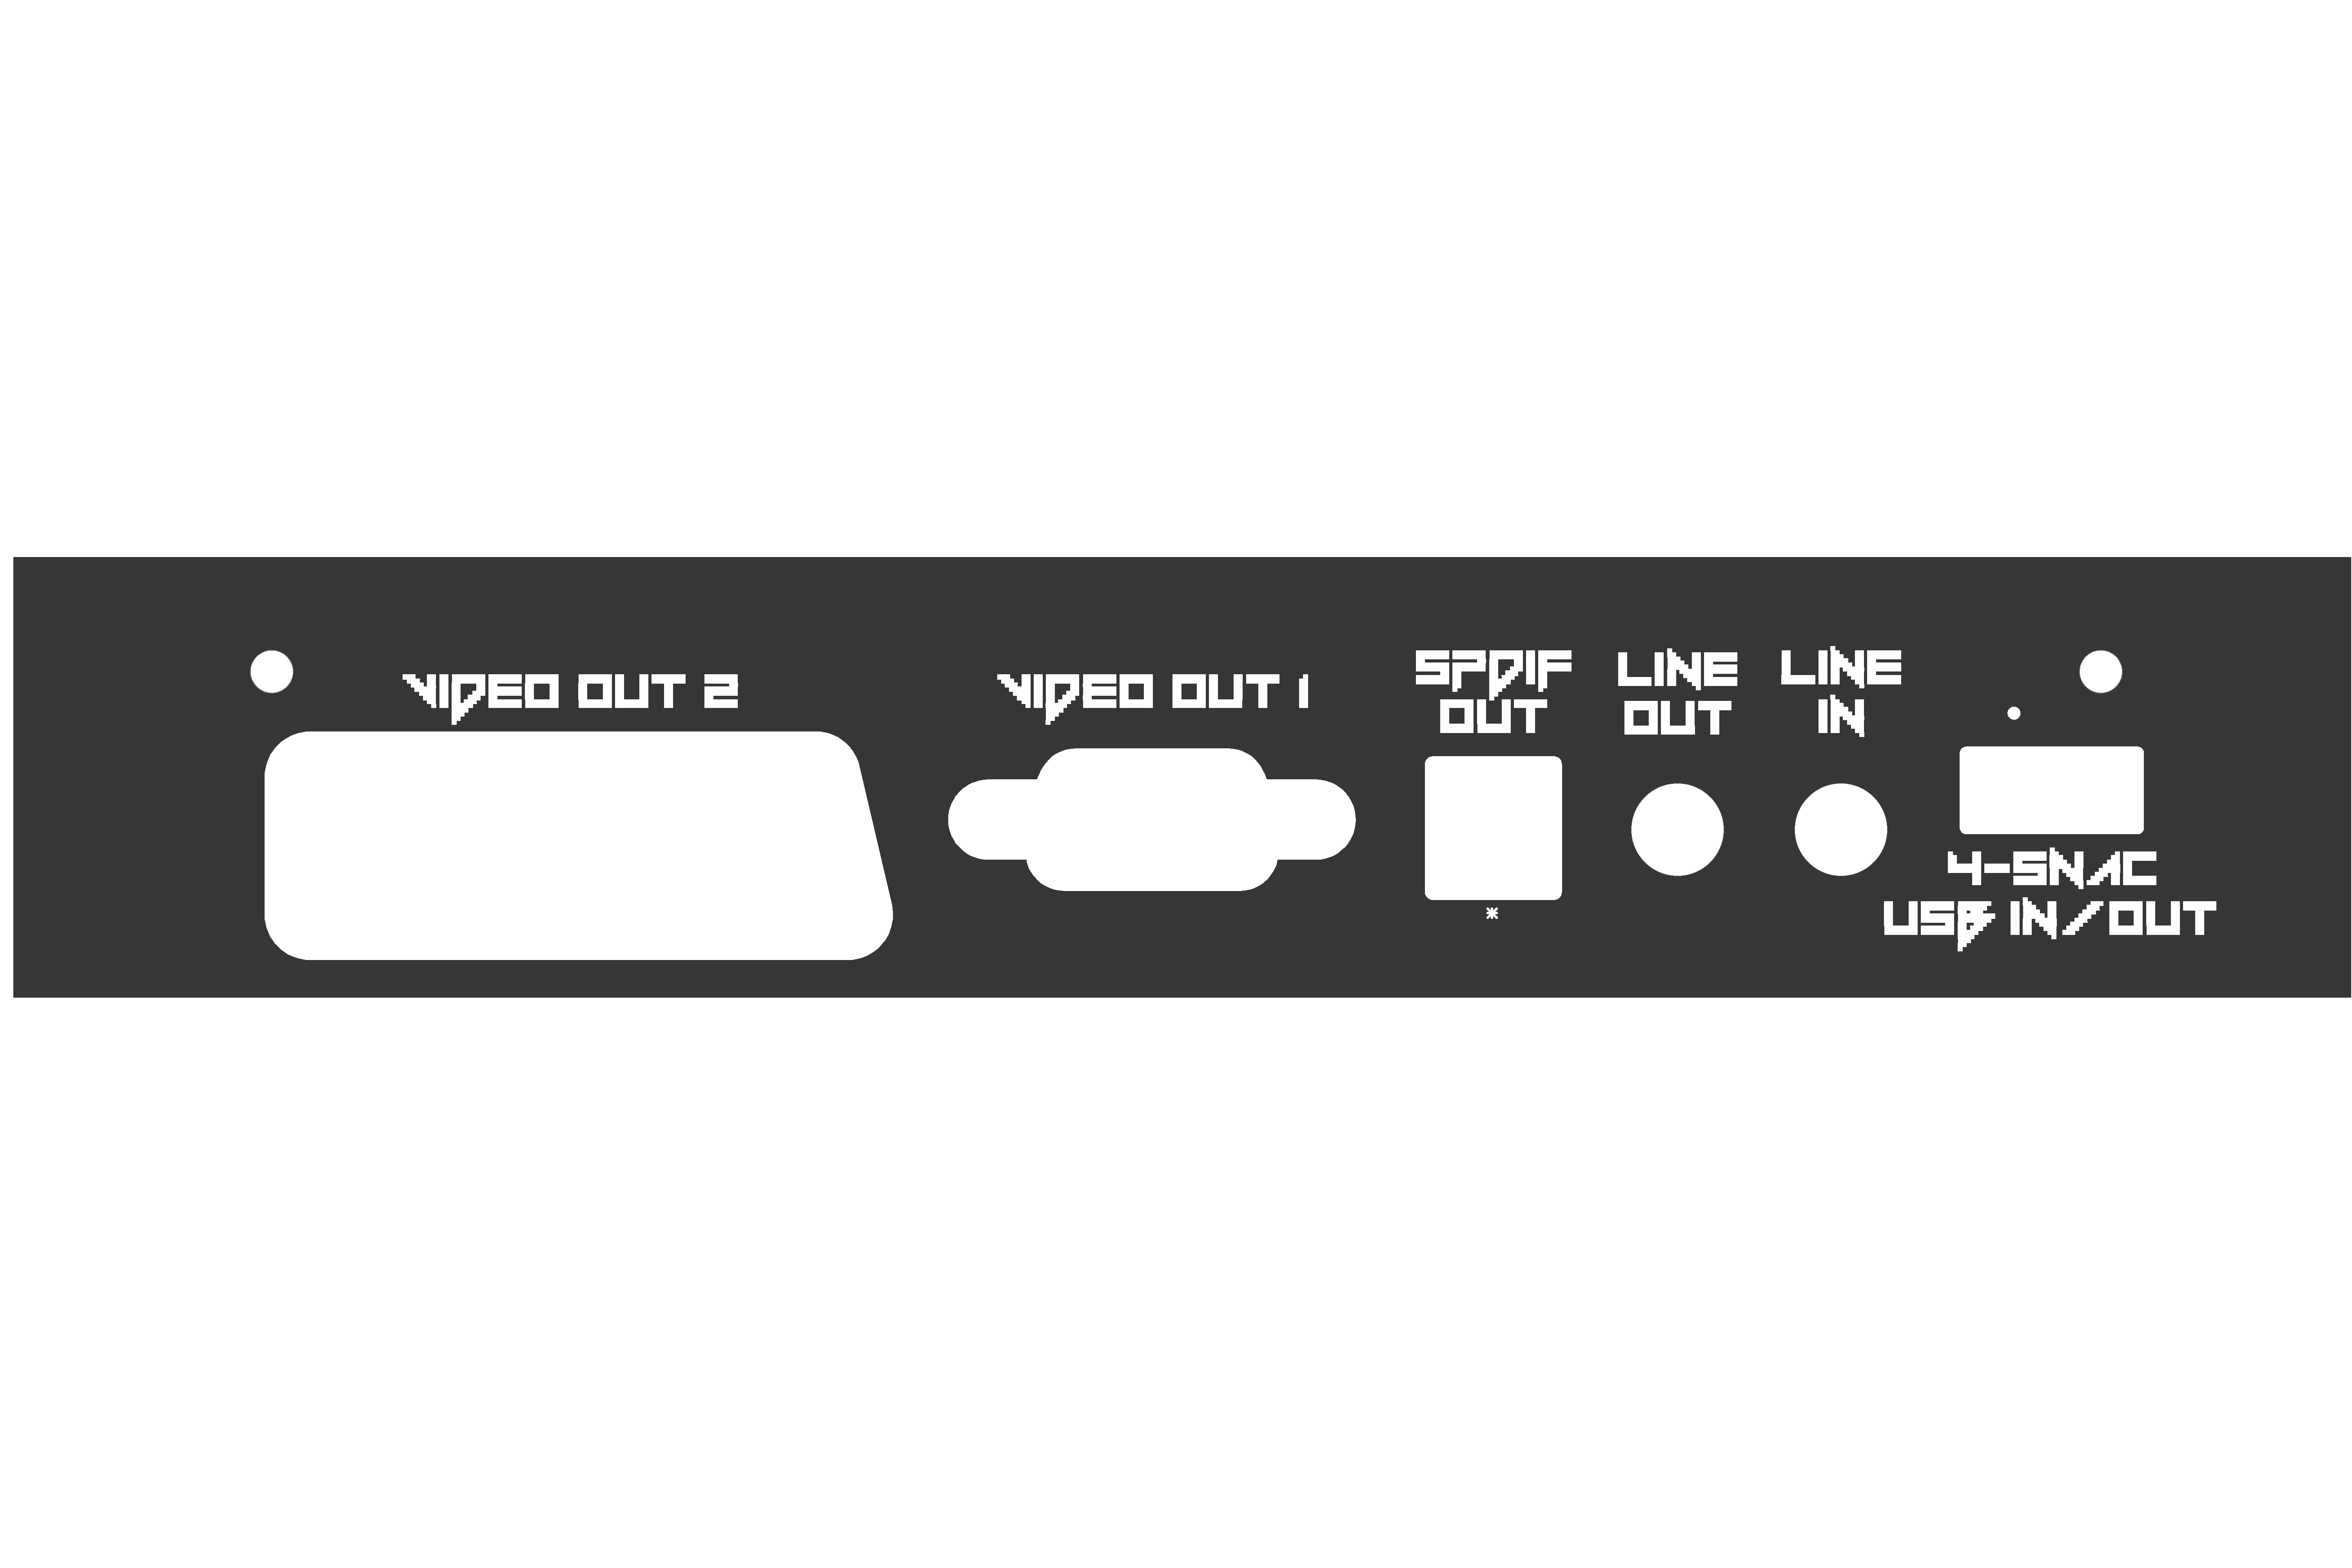 VIDEO OUT 2
VIDEO OUT 1
SPDIF
OUT
LINE
OUT
LINE
IN
*
4-SNAC
USB IN/OUT